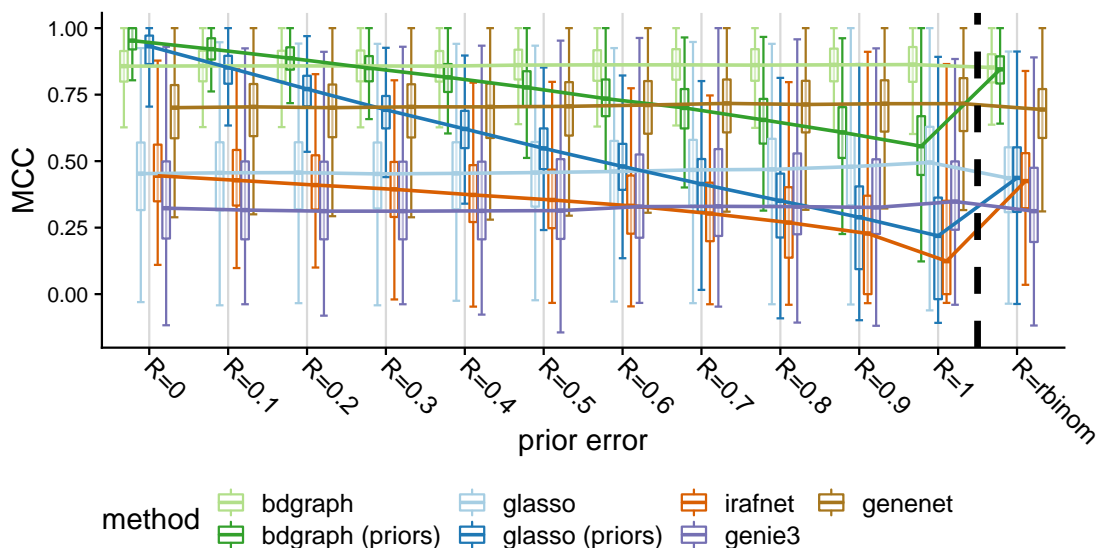 1.00
0.75
0.50
0.25
0.00
MCC
R=0
R=0.1
R=0.2
R=0.3
R=0.4
R=0.5
R=0.6
R=0.7
R=0.8
R=0.9
R=1
R=rbinom
prior error
method
bdgraph
glasso
irafnet
genenet
bdgraph (priors)
glasso (priors)
genie3